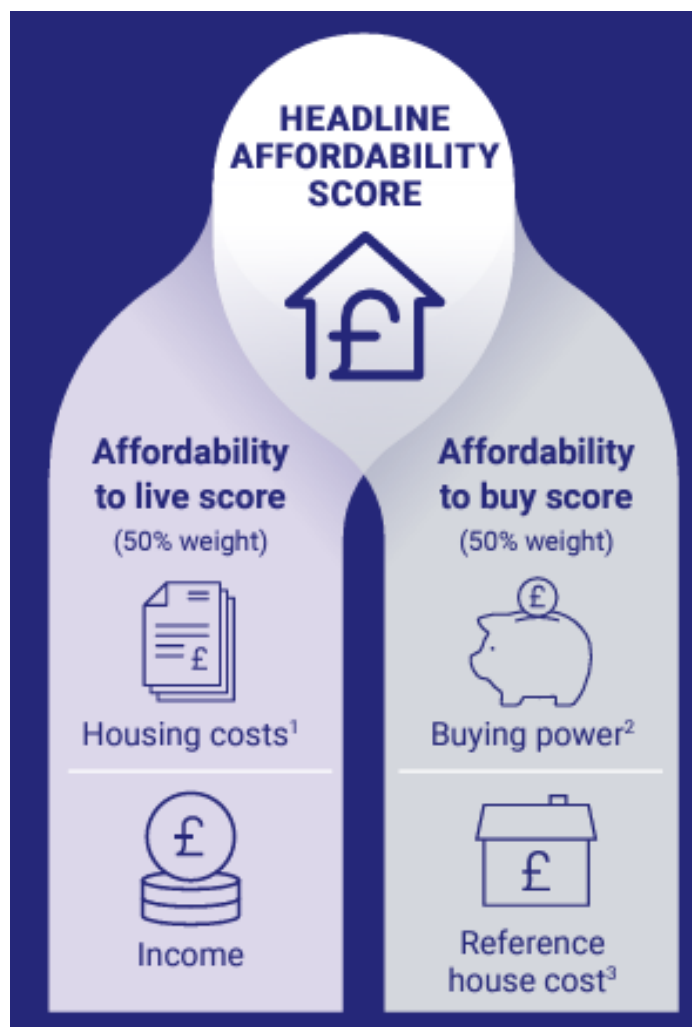 HEADLINE
AFFORDABILITY
SCORE
£
Affordability
to live score
(50% weight)
£
Housing costs¹
£
Income
Affordability
to buy score
(50% weight)
£
Buying power²
£
Reference
house cost³